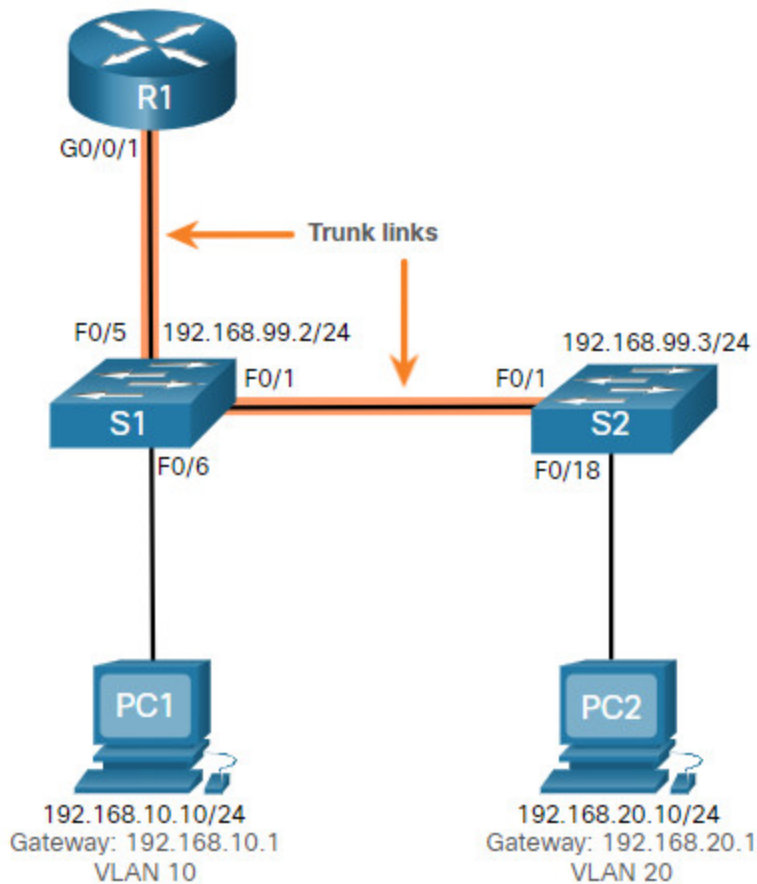 R1
G0/0/1
Trunk links
F0/5 192.168.99.2/24
192.168.99.3/24
F0/1 F0/1
S1 S2
F0/6 F0/18
PC1 PC2
192.168.10.10/24 192.168.20.10/24
Gateway: 192.168.10.1 Gateway: 192.168.20.1
VLAN 10 VLAN 20